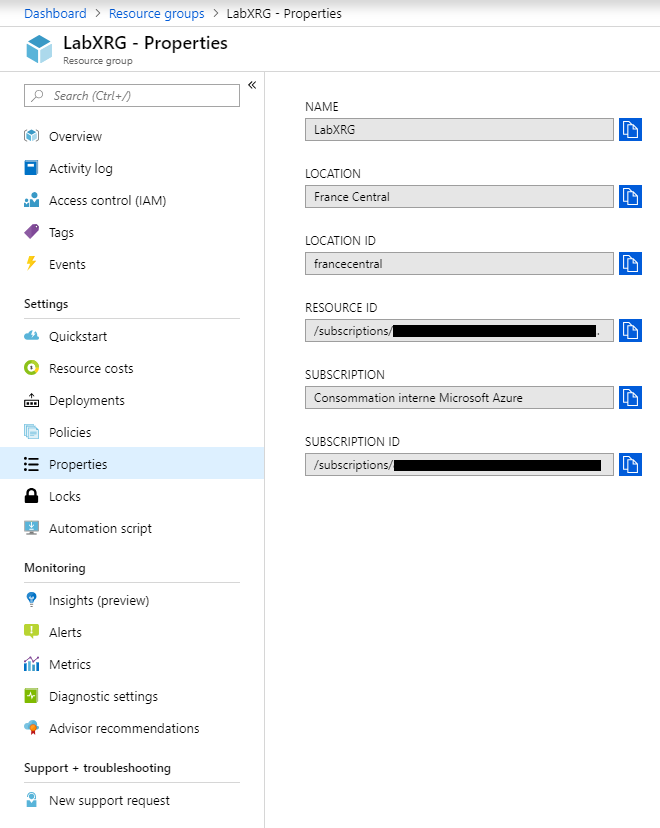 Dashboard > Resource groups > LabXRG - Properties
LabXRG - Properties
Resource group
«
Search (Ctrl+/)
Overview
Activity log
Access control (IAM)
Tags
Events
Settings
Quickstart
Resource costs
Deployments
Policies
Properties
Locks
Automation script
Monitoring
Insights (preview)
Alerts
Metrics
Diagnostic settings
Advisor recommendations
Support + troubleshooting
New support request
NAME
LabXRG
LOCATION
France Central
LOCATION ID
francecentral
RESOURCE ID
/subscriptions/
SUBSCRIPTION
Consommation interne Microsoft Azure
SUBSCRIPTION ID
/subscriptions/